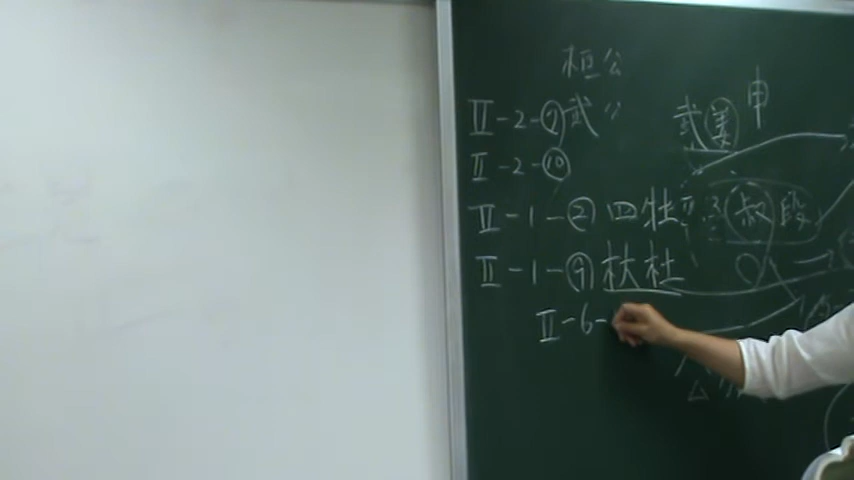 桓公
II-2-⑦武公
武姜 申
II-2-⑩
II-1-②四牡
叔段
II-1-⑨杕杜
II-6-